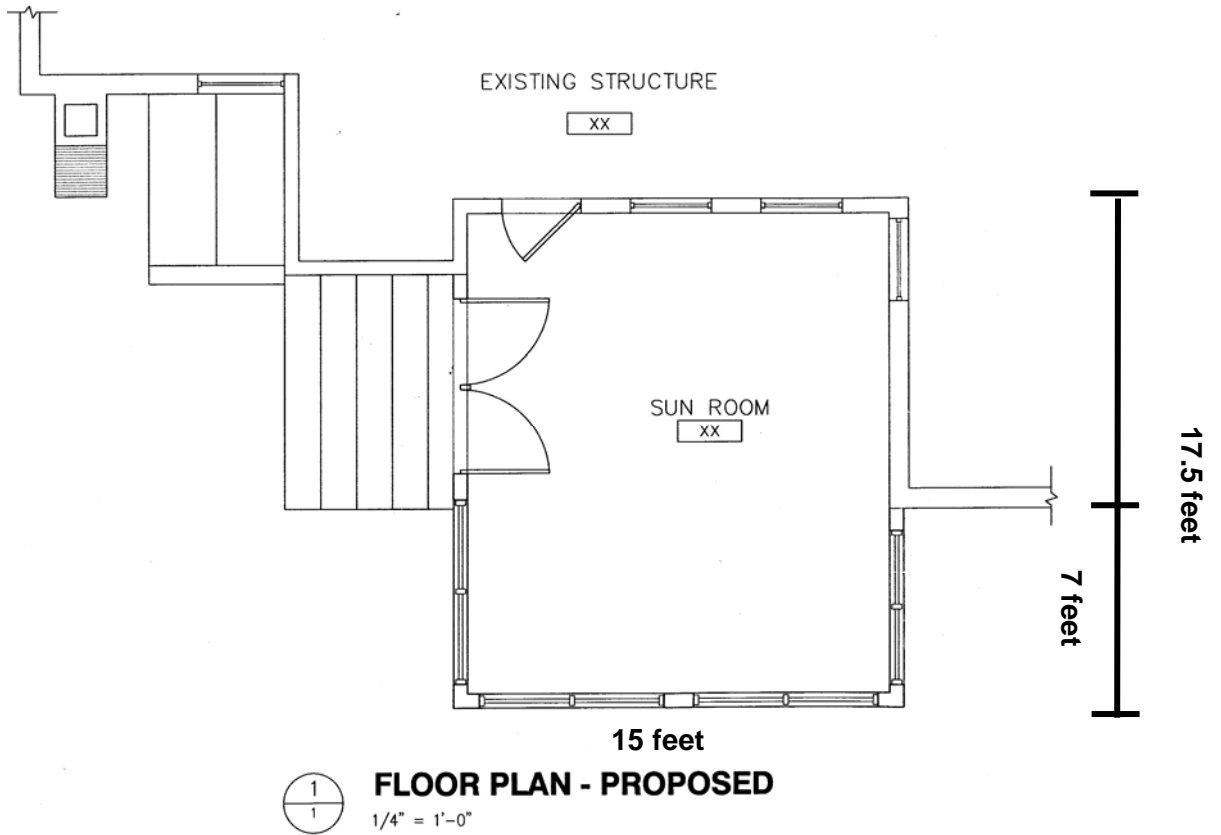 EXISTING STRUCTURE
XX
SUN ROOM
XX
17.5 feet
7 feet
15 feet
1
1
FLOOR PLAN - PROPOSED
1/4" = 1'-0"